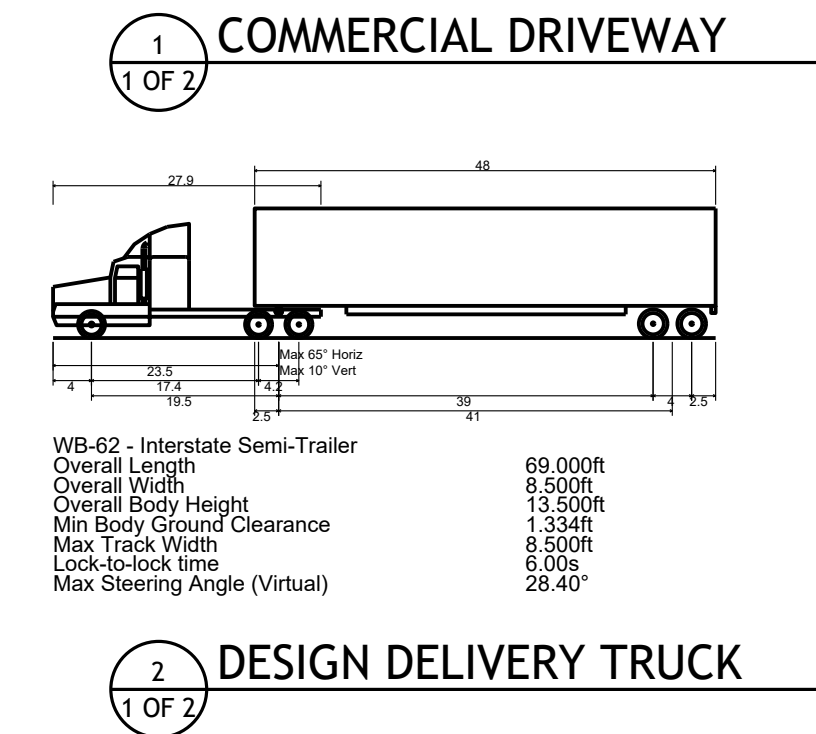 1
1 OF 2
COMMERCIAL DRIVEWAY
48
27.9
Max 65° Horiz
Max 10° Vert
23.5
4
17.4
4.2
19.5
39
4
2.5
2.5
41
WB-62 - Interstate Semi-Trailer
Overall Length 69.000ft
Overall Width 8.500ft
Overall Body Height 13.500ft
Min Body Ground Clearance 1.334ft
Max Track Width 8.500ft
Lock-to-lock time 6.00s
Max Steering Angle (Virtual) 28.40°
2
1 OF 2
DESIGN DELIVERY TRUCK